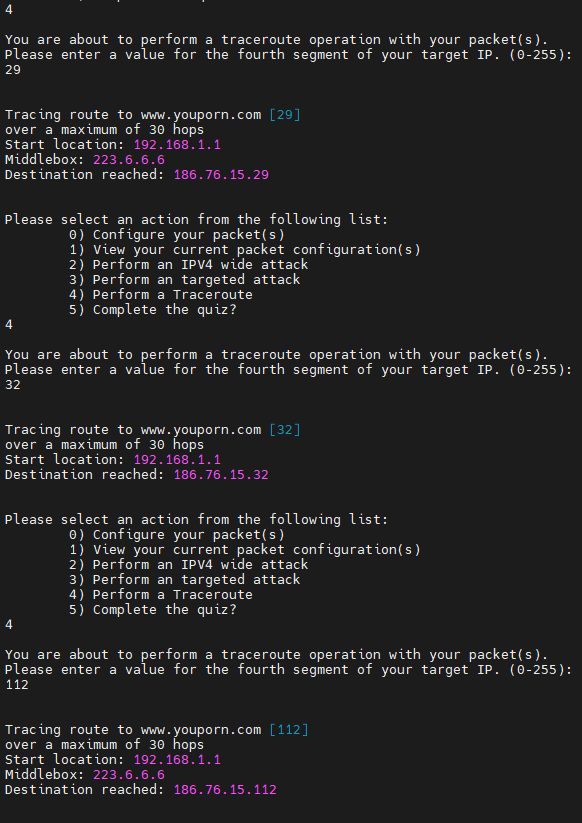 4
You are about to perform a traceroute operation with your packet(s).
Please enter a value for the fourth segment of your target IP. (0-255):
29
Tracing route to www.youporn.com [29]
over a maximum of 30 hops
Start location: 192.168.1.1
Middlebox: 223.6.6.6
Destination reached: 186.76.15.29
Please select an action from the following list:
0) Configure your packet(s)
1) View your current packet configuration(s)
2) Perform an IPV4 wide attack
3) Perform an targeted attack
4) Perform a Traceroute
5) Complete the quiz?
4
You are about to perform a traceroute operation with your packet(s).
Please enter a value for the fourth segment of your target IP. (0-255):
32
Tracing route to www.youporn.com [32]
over a maximum of 30 hops
Start location: 192.168.1.1
Destination reached: 186.76.15.32
Please select an action from the following list:
0) Configure your packet(s)
1) View your current packet configuration(s)
2) Perform an IPV4 wide attack
3) Perform an targeted attack
4) Perform a Traceroute
5) Complete the quiz?
4
You are about to perform a traceroute operation with your packet(s).
Please enter a value for the fourth segment of your target IP. (0-255):
112
Tracing route to www.youporn.com [112]
over a maximum of 30 hops
Start location: 192.168.1.1
Middlebox: 223.6.6.6
Destination reached: 186.76.15.112